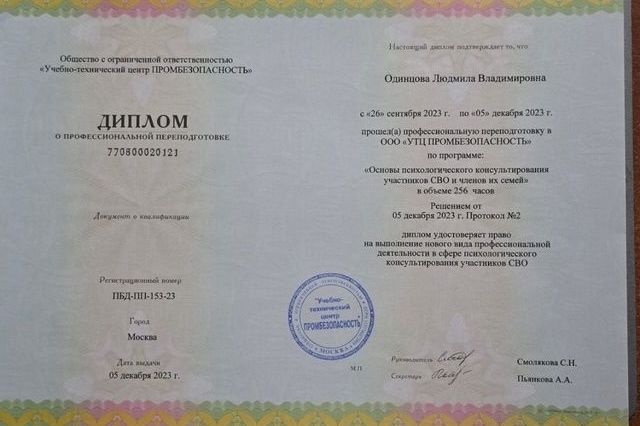 Общество с ограниченной ответственностью
«Учебно-технический центр ПРОМБЕЗОПАСНОСТЬ»
ДИПЛОМ
О ПРОФЕССИОНАЛЬНОЙ ПЕРЕПОДГОТОВКЕ
770800020121
Документ о квалификации
Регистрационный номер
ПБД-ПП-153-23
Город
Москва
Дата выдачи
05 декабря 2023 г.
Настоящий диплом подтверждает то, что
Одинцова Людмила Владимировна
с «26» сентября 2023 г. по «05» декабря 2023 г.
прошел(а) профессиональную переподготовку в
ООО «УТЦ ПРОМБЕЗОПАСНОСТЬ»
по программе:
«Основы психологического консультирования
участников СВО и членов их семей»
в объеме 256 часов
Решением от
05 декабря 2023 г. Протокол №2
диплом удостоверяет право
на выполнение нового вида профессиональной
деятельности в сфере психологического
консультирования участников СВО
"Учебно-
технический
центр
ПРОМБЕЗОПАСНОСТЬ"
МОСКВА
М.П.
Руководитель
Смолякова С.Н.
Секретарь
Пьянкова А.А.